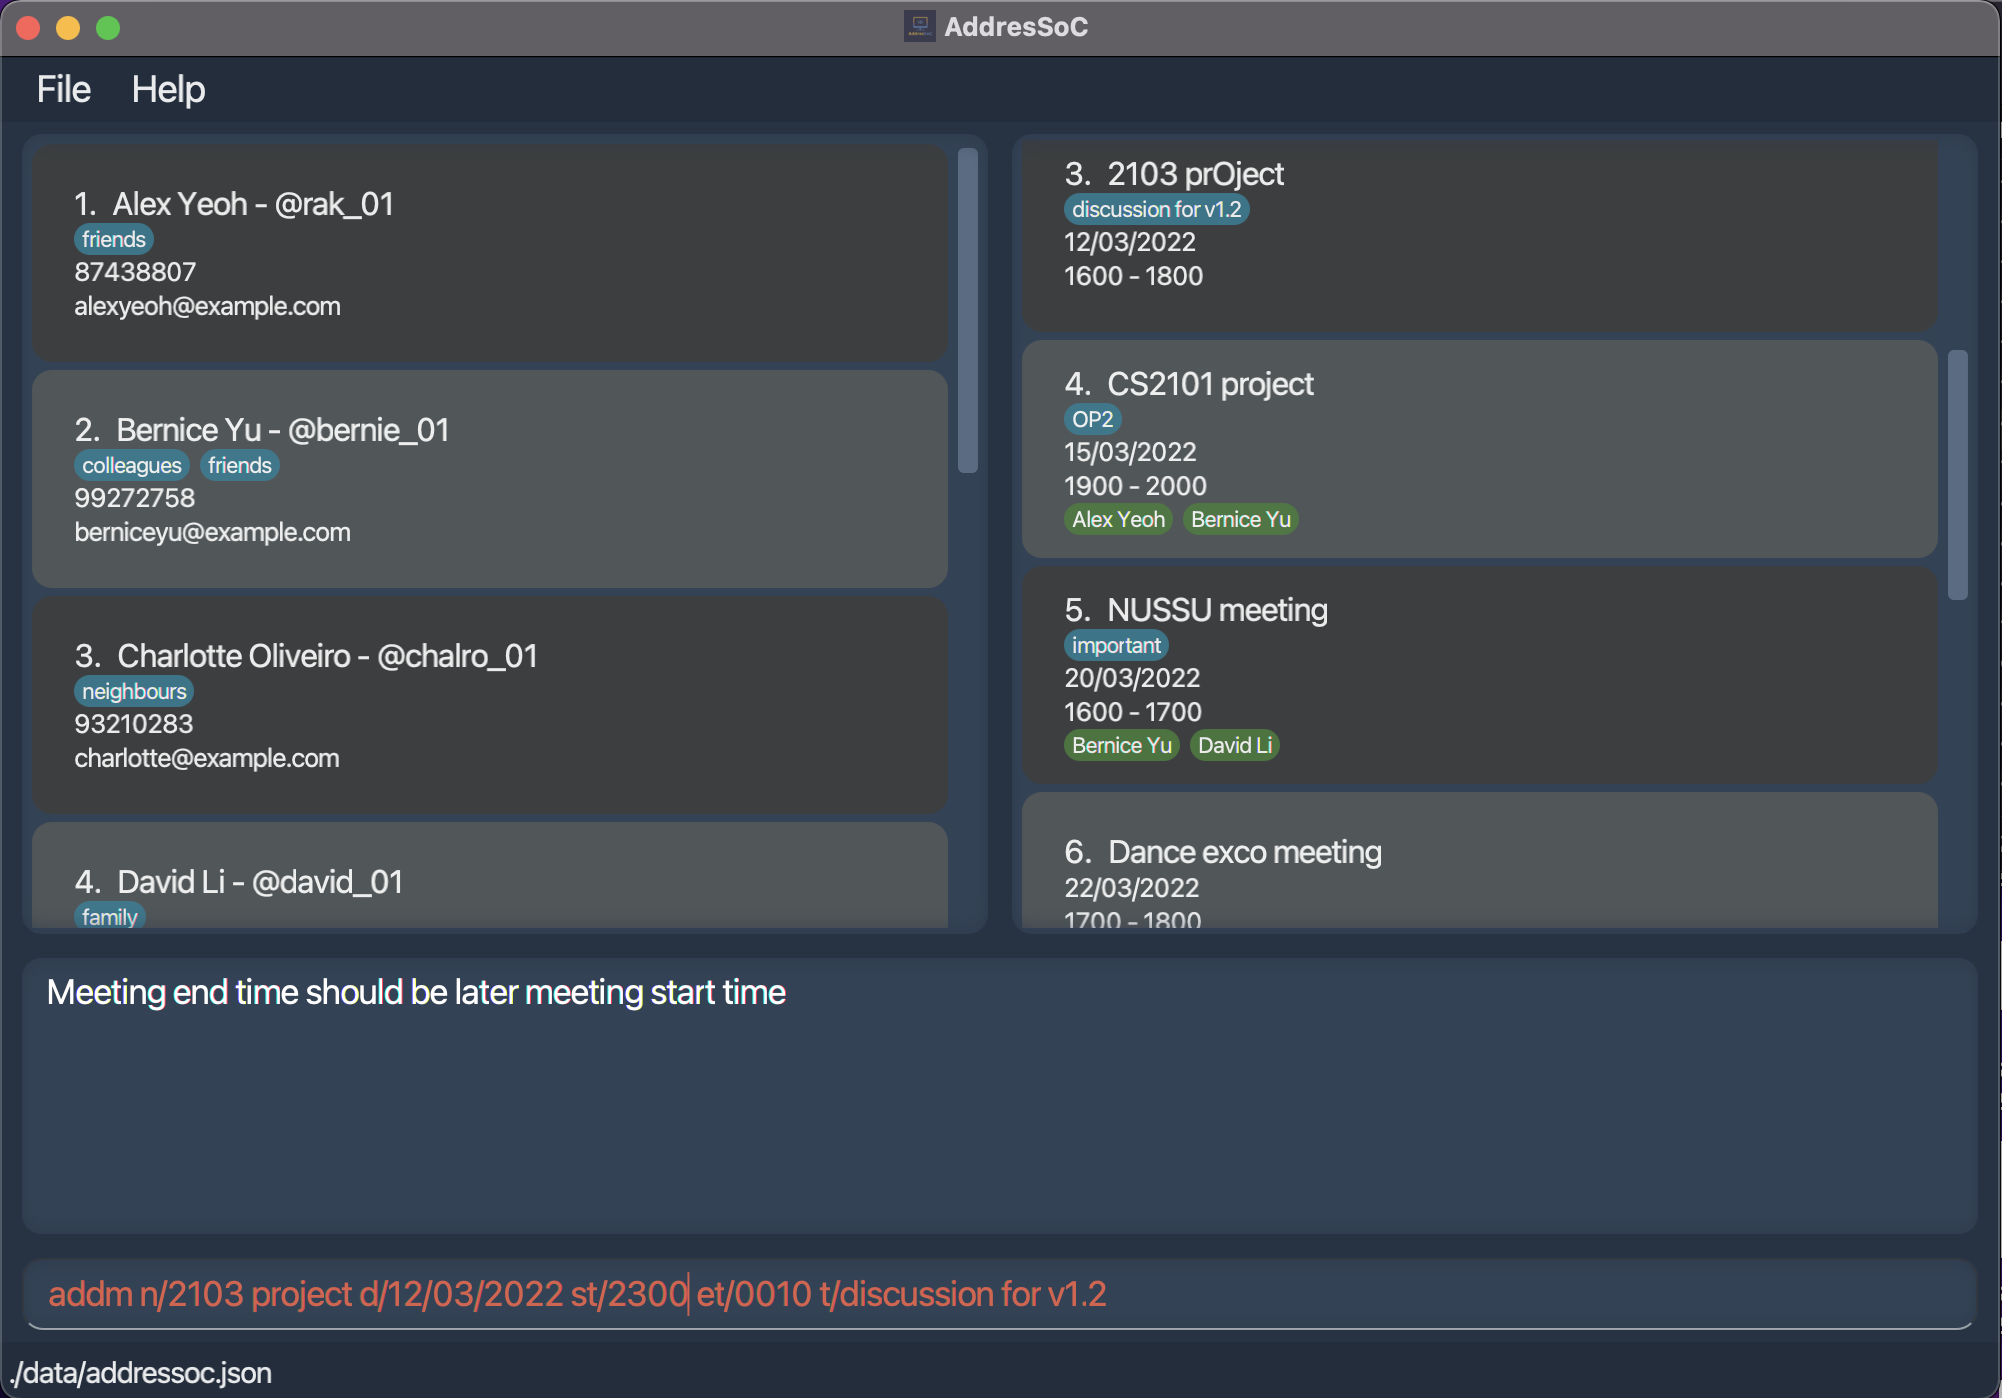 AddresSoC
File Help
1. Alex Yeoh - @rak_01
friends
87438807
alexyeoh@example.com
2. Bernice Yu - @bernie_01
colleagues friends
99272758
berniceyu@example.com
3. Charlotte Oliveiro - @chalro_01
neighbours
93210283
charlotte@example.com
4. David Li - @david_01
family
3. 2103 prOject
discussion for v1.2
12/03/2022
1600 - 1800
4. CS2101 project
OP2
15/03/2022
1900 - 2000
Alex Yeoh Bernice Yu
5. NUSSU meeting
important
20/03/2022
1600 - 1700
Bernice Yu David Li
6. Dance exco meeting
22/03/2022
1700 - 1800
Meeting end time should be later meeting start time
addm n/2103 project d/12/03/2022 st/2300 et/0010 t/discussion for v1.2
./data/addressoc.json